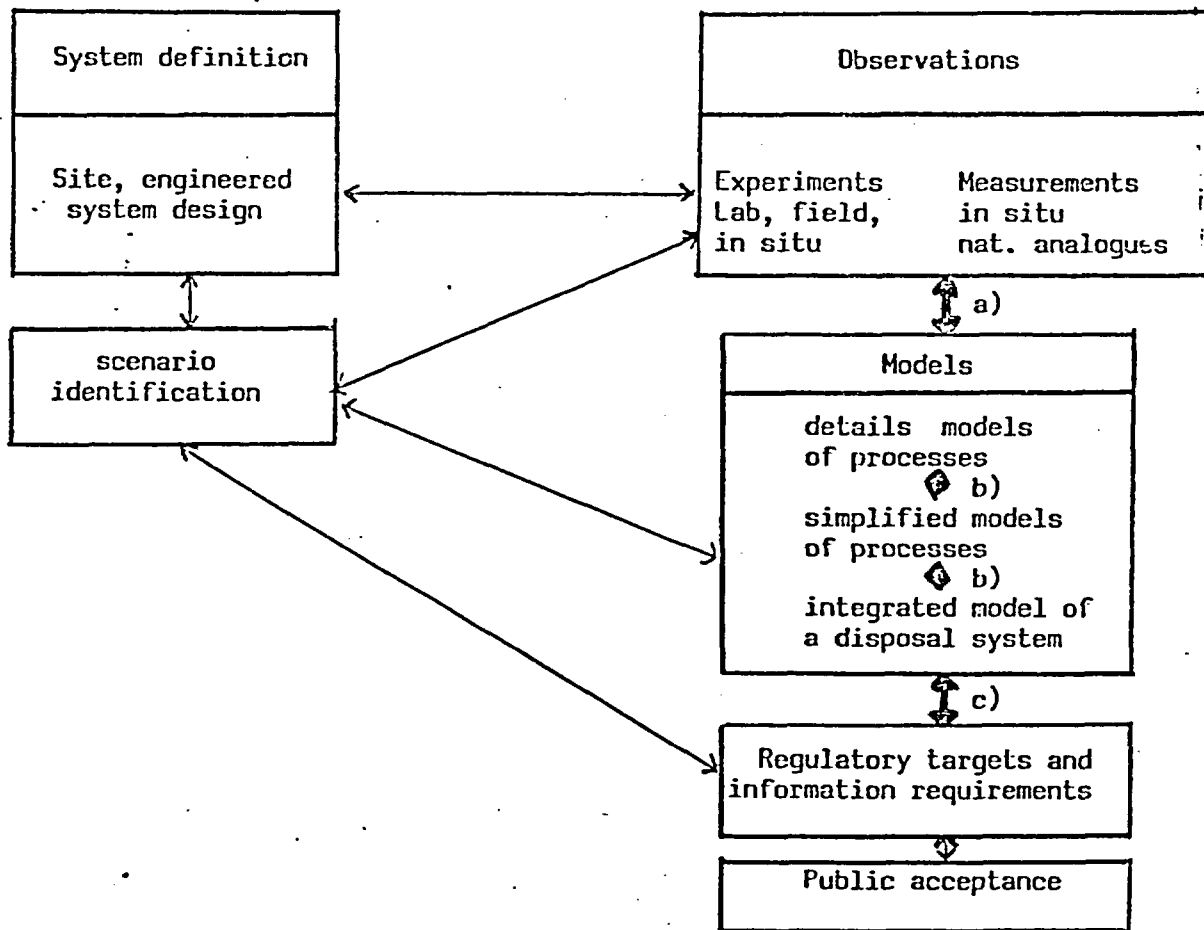 System definition
Site, engineered
system design
scenario
identification
Observations
Experiments
Lab, field,
in situ
Measurements
in situ
nat. analogues
a)
Models
details models
of processes
b)
simplified models
of processes
b)
integrated model of
a disposal system
c)
Regulatory targets and
information requirements
Public acceptance